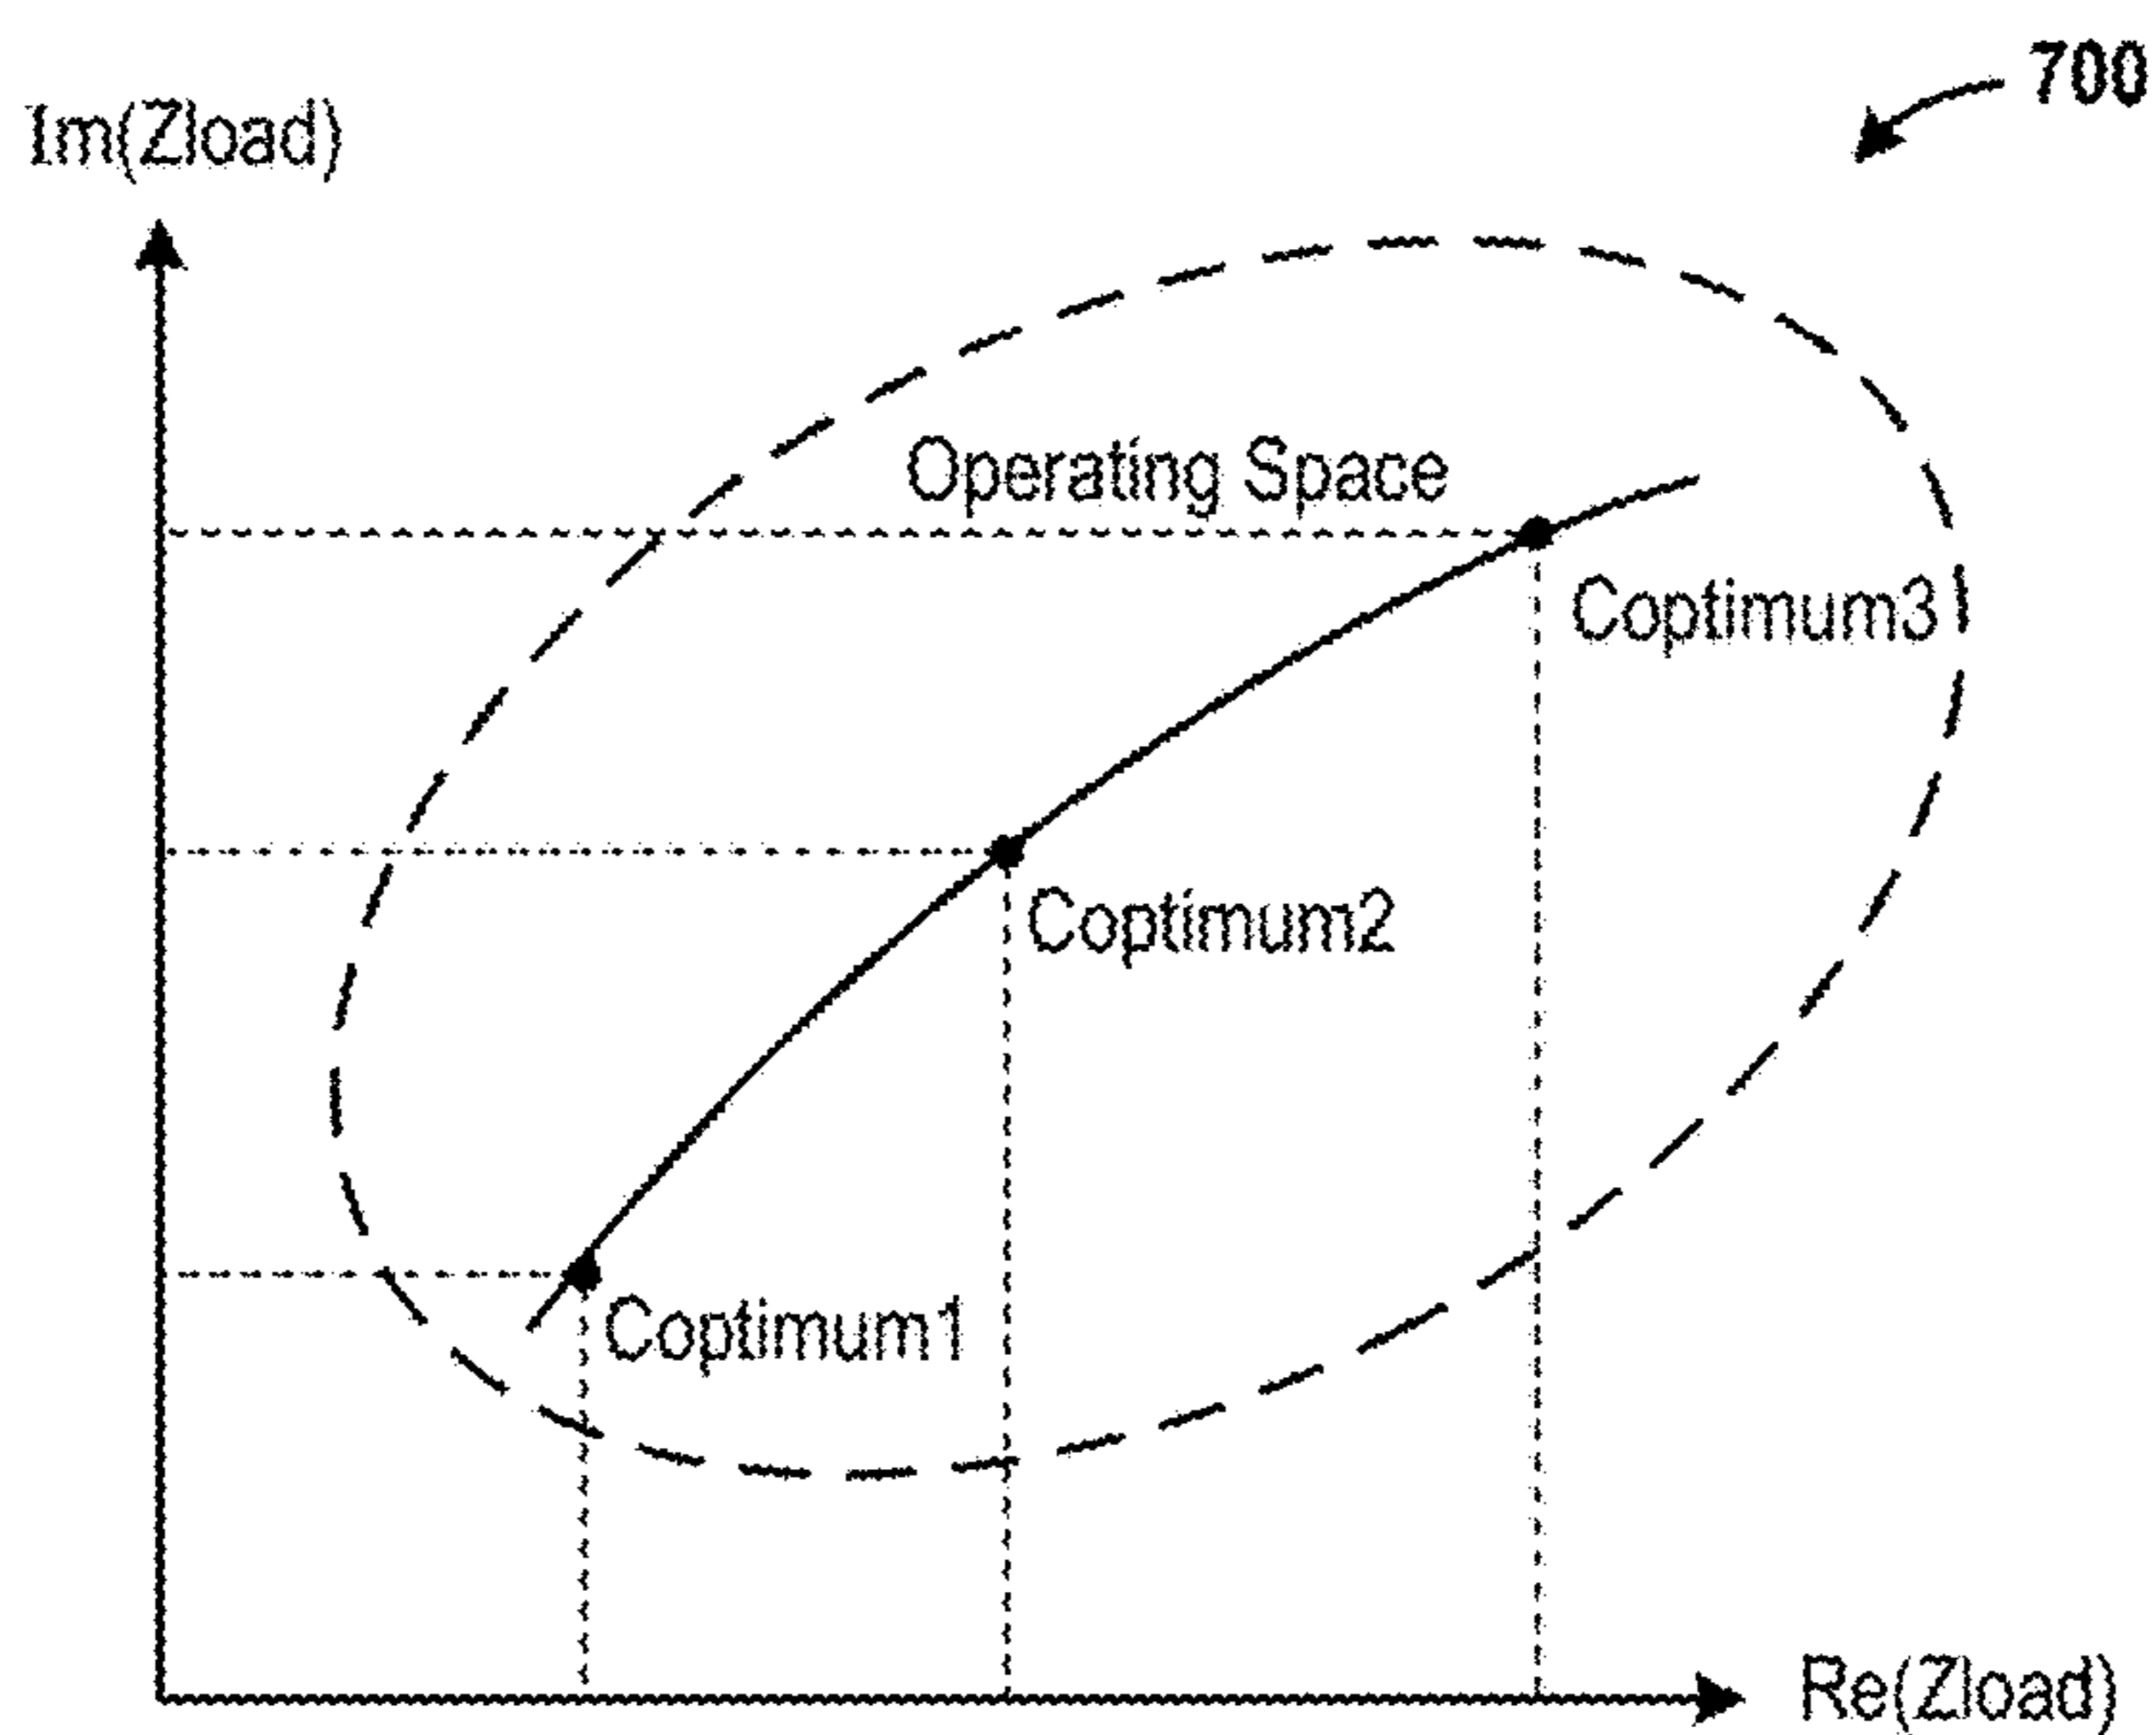 700
Im(Zload)
Operating Space
Coptimum3
Coptimum2
Coptimum1
Re(Zload)